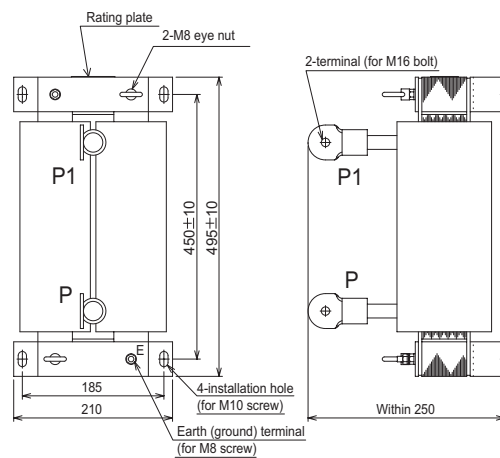 Rating plate
2-M8 eye nut
2-terminal (for M16 bolt)
P1
P1
450±10
495±10
P
P
E
185
210
4-installation hole
(for M10 screw)
Within 250
Earth (ground) terminal
(for M8 screw)